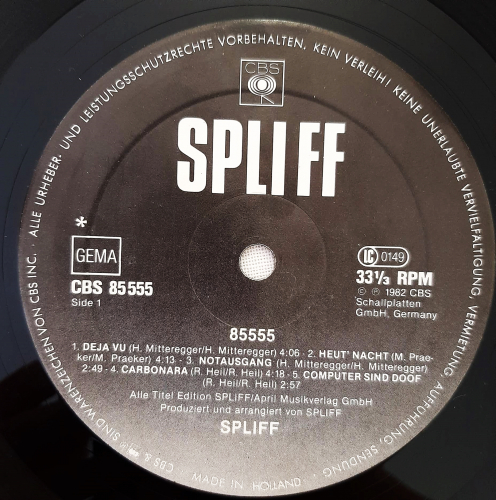 ALLE URHEBER- UND LEISTUNGSSCHUTZRECHTE VORBEHALTEN, KEIN VERLEIH! KEINE UNERLAUBTE VERVIELFÄLTIGUNG, VERMIETUNG, AUFFÜHRUNG, SENDUNG
CBS
SPLIFF
*
GEMA
CBS 85555
Side 1
LC 0149
33⅓ RPM
© ℗ 1982 CBS
Schallplatten
GmbH, Germany
85555
1. DEJA VU (H. Mitteregger/H. Mitteregger) 4:06 - 2. HEUT' NACHT (M. Prae-
ker/M. Praeker) 4:13 - 3. NOTAUSGANG (H. Mitteregger/H. Mitteregger)
2:49 - 4. CARBONARA (R. Heil/R. Heil) 4:18 - 5. COMPUTER SIND DOOF
(R. Heil/R. Heil) 2:57
Alle Titel Edition SPLIFF/April Musikverlag GmbH
Produziert und arrangiert von SPLIFF
SPLIFF
CBS & SIND WARENZEICHEN VON CBS INC.
MADE IN HOLLAND